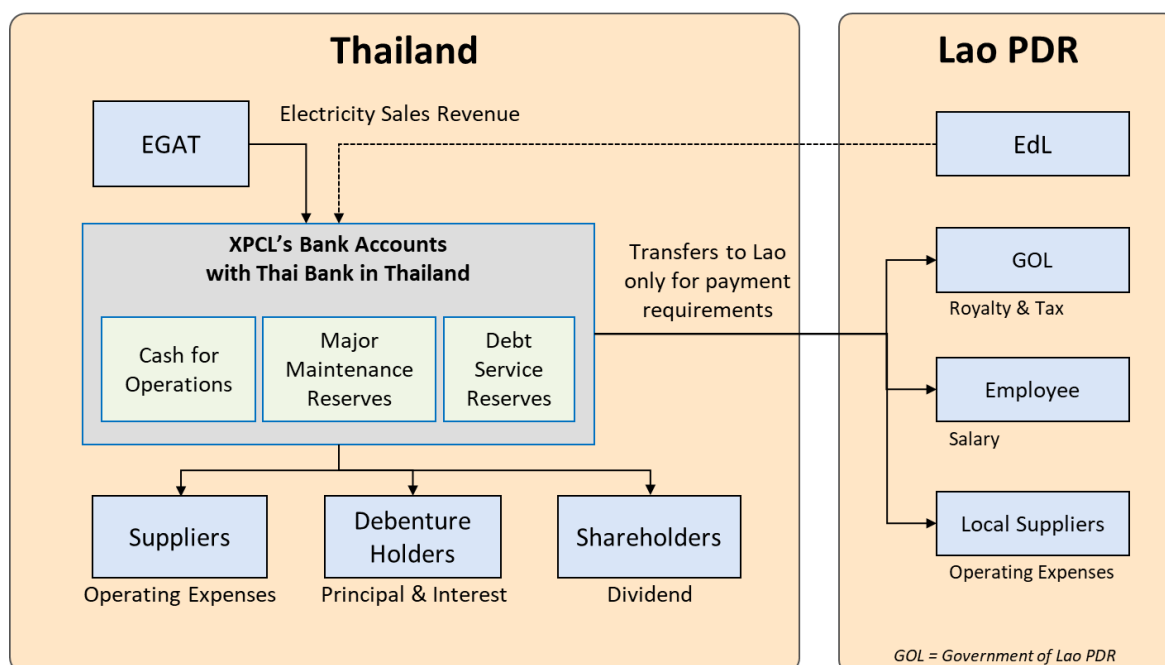 Thailand
Lao PDR
Electricity Sales Revenue
EGAT
EdL
XPCL's Bank Accounts
with Thai Bank in Thailand
Transfers to Lao
only for payment
requirements
GOL
Royalty & Tax
Cash for
Operations
Major
Maintenance
Reserves
Debt
Service
Reserves
Employee
Salary
Suppliers
Operating Expenses
Debenture
Holders
Principal & Interest
Shareholders
Dividend
Local Suppliers
Operating Expenses
GOL = Government of Lao PDR